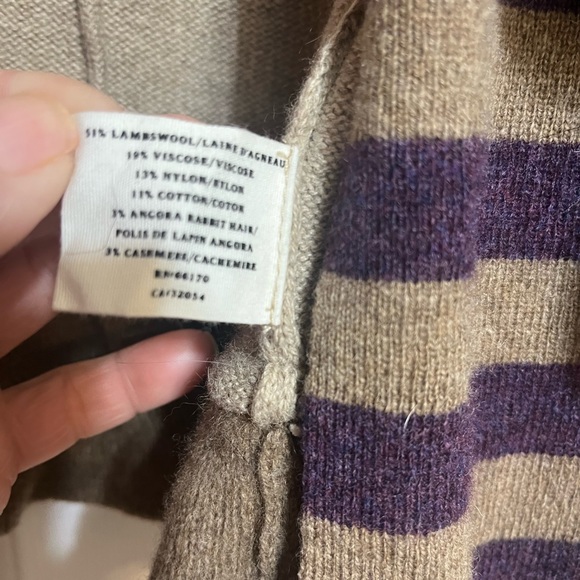 51% LAMBSWOOL/LAINE D'AGNEAU
19% VISCOSE/VISCOSE
13% NYLON/NYLON
11% COTTON/COTON
3% ANGORA RABBIT HAIR/
POILS DE LAPIN ANGORA
3% CASHMERE/CACHEMIRE
RN#66170
CA#32054